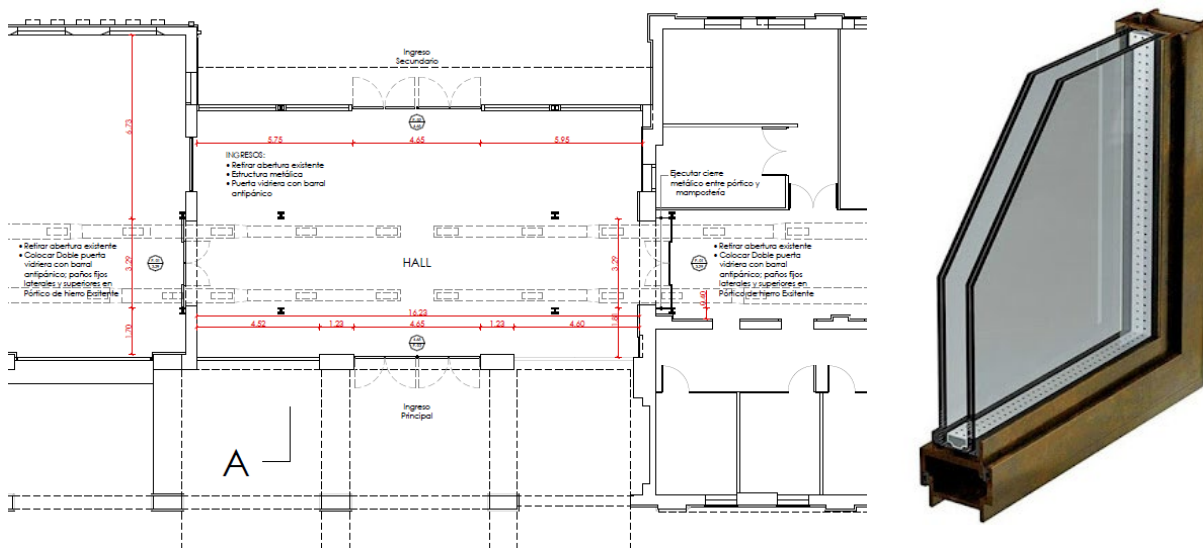 Ingreso
Secundario
6.73
5.75
4.65
5.95
INGRESOS:
• Retirar abertura existente
• Estructura metálica
• Puerta vidriera con barral
antipánico
Ejecutar cierre
metálico entre pórtico y
mampostería
• Retirar abertura existente
• Colocar Doble puerta
vidriera con barral
antipánico; paños fijos
laterales y superiores en
Pórtico de hierro Existente
3.29
HALL
3.29
• Retirar abertura existente
• Colocar Doble puerta
vidriera con barral
antipánico; paños fijos
laterales y superiores en
Pórtico de hierro Existente
1.70
16.23
4.52
1.23
4.65
1.23
4.60
Ingreso
Principal
A